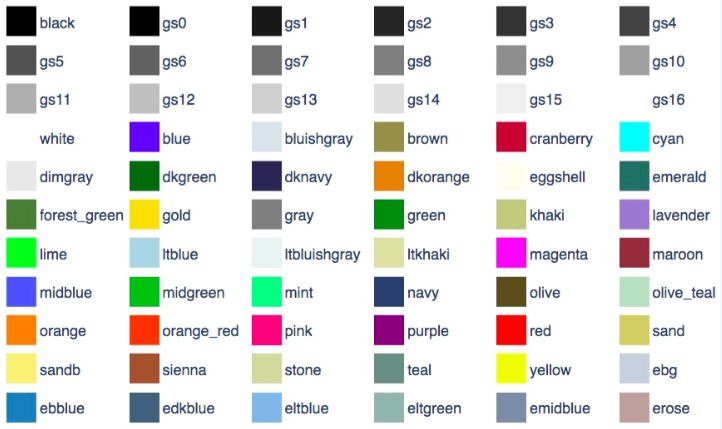 black gs0 gs1 gs2 gs3 gs4
gs5 gs6 gs7 gs8 gs9 gs10
gs11 gs12 gs13 gs14 gs15 gs16
white blue bluishgray brown cranberry cyan
dimgray dkgreen dknavy dkorange eggshell emerald
forest_green gold gray green khaki lavender
lime ltblue ltbluishgray ltkhaki magenta maroon
midblue midgreen mint navy olive olive_teal
orange orange_red pink purple red sand
sandb sienna stone teal yellow ebg
ebblue edkblue eltblue eltgreen emidblue erose